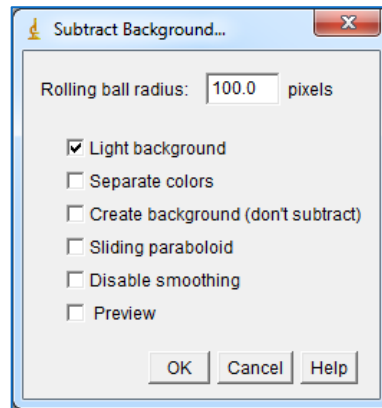 Subtract Background...
Rolling ball radius: 100.0 pixels
Light background
Separate colors
Create background (don't subtract)
Sliding paraboloid
Disable smoothing
Preview
OK Cancel Help